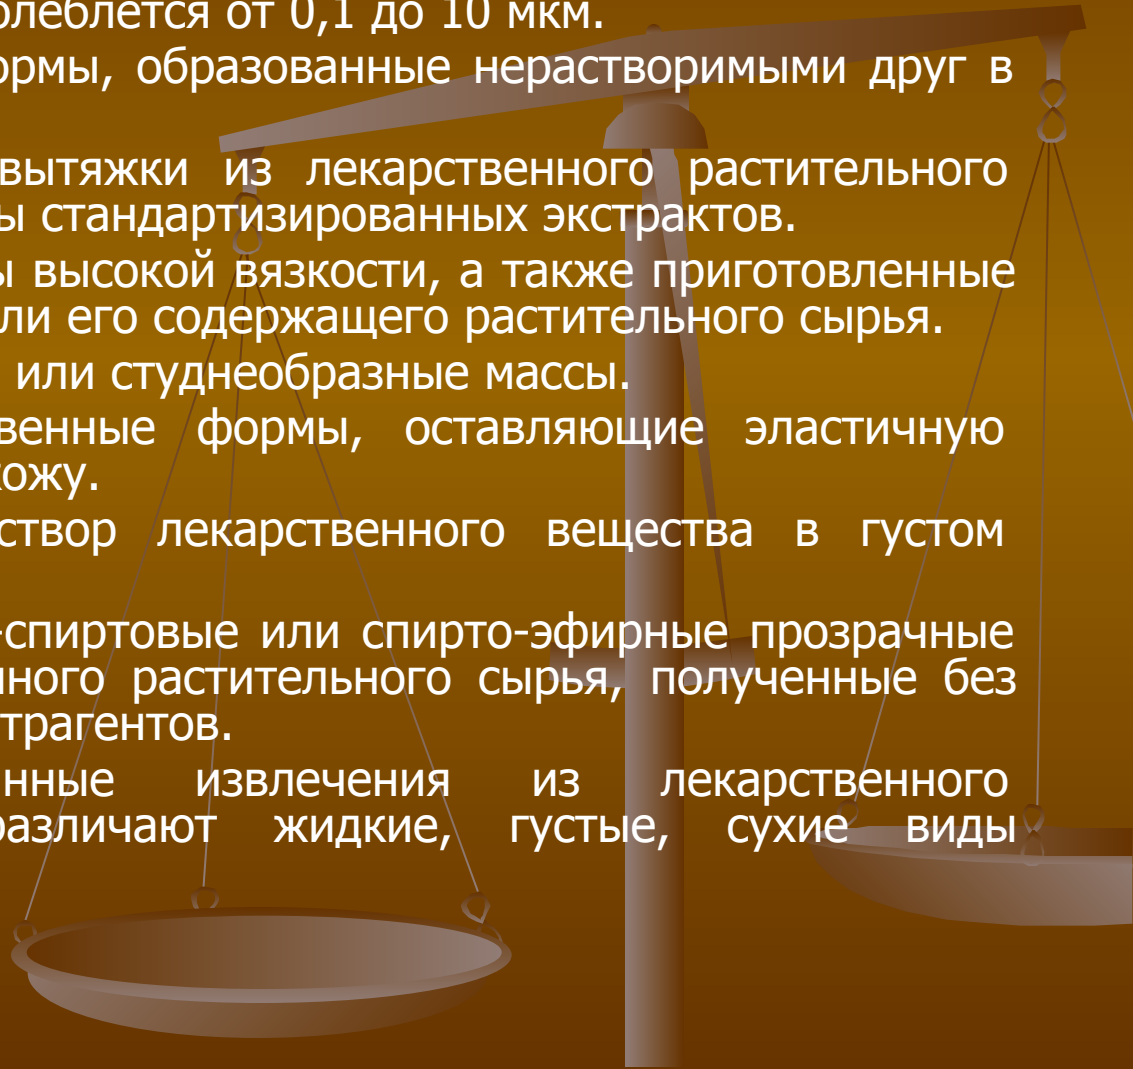 олеблется от 0,1 до 10 мкм.
ормы, образованные нерастворимыми друг в
вытяжки из лекарственного растительного
ы стандартизированных экстрактов.
ы высокой вязкости, а также приготовленные
ли его содержащего растительного сырья.
или студнеобразные массы.
венные формы, оставляющие эластичную
кожу.
створ лекарственного вещества в густом
-спиртовые или спирто-эфирные прозрачные
нного растительного сырья, полученные без
трагентов.
нные извлечения из лекарственного
различают жидкие, густые, сухие виды